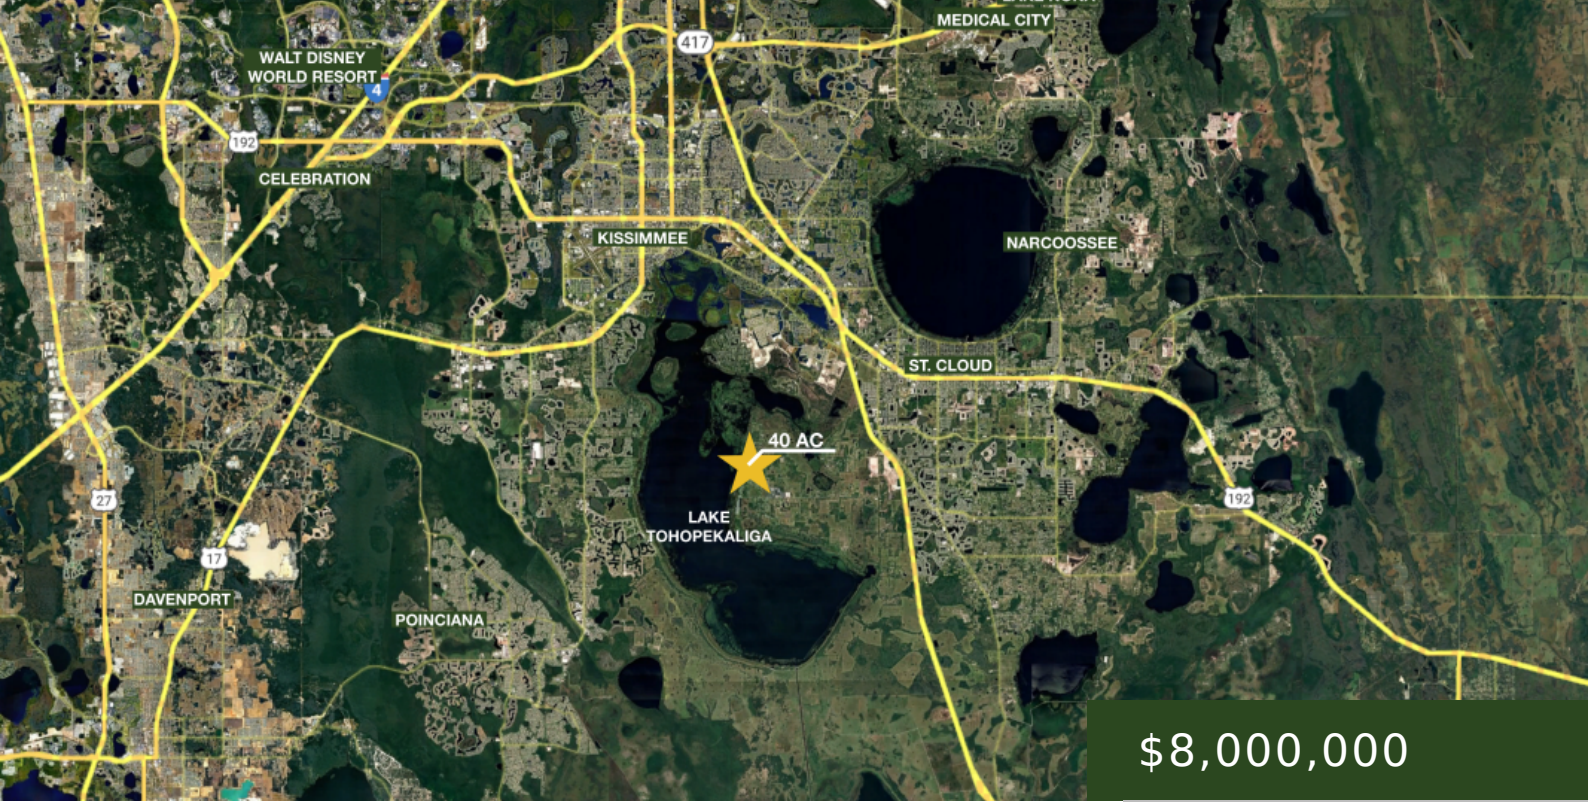 MEDICAL CITY
417
WALT DISNEY
WORLD RESORT
4
192
CELEBRATION
KISSIMMEE
NARCOOSSEE
ST. CLOUD
40 AC
27
192
LAKE
TOHOPEKALIGA
17
DAVENPORT
POINCIANA
$8,000,000